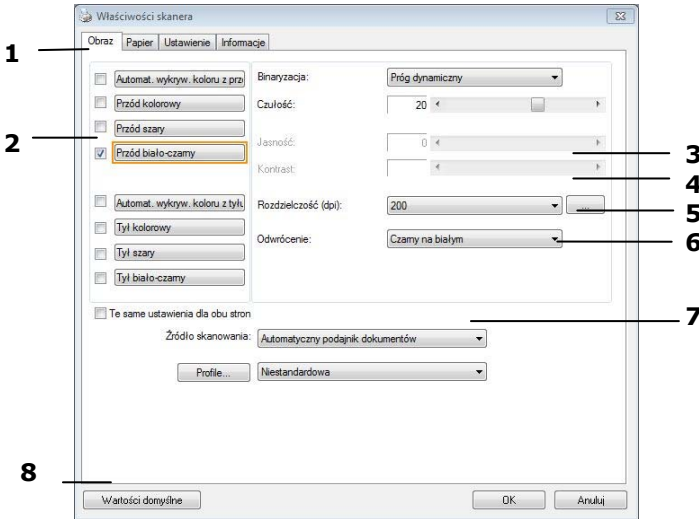 Właściwości skanera
Obraz Papier Ustawienie Informacje
1
Automat. wykryw. koloru z prze
Binaryzacja: Próg dynamiczny
Przód kolorowy
Czułość: 20
Przód szary
2
Jasność: 0
Przód biało-czarny
3
Kontrast:
4
Automat. wykryw. koloru z tyłu
Rozdzielczość (dpi): 200 ...
5
Tył kolorowy
Odwrócenie: Czarny na białym
6
Tył szary
Tył biało-czarny
Te same ustawienia dla obu stron
7
Źródło skanowania: Automatyczny podajnik dokumentów
Profile... Niestandardowa
8
Wartości domyślne OK Anuluj